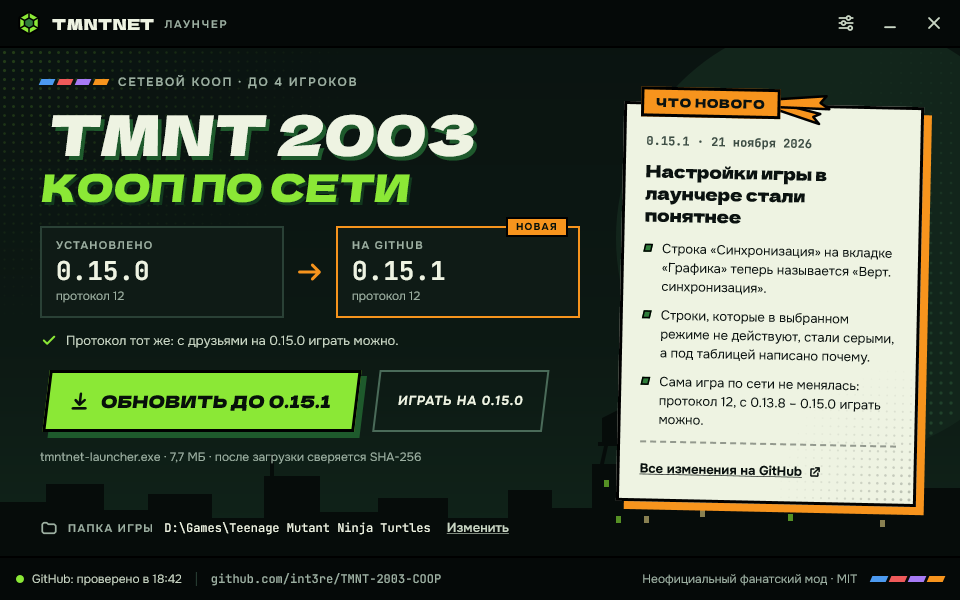 TMNTNET ЛАУНЧЕР
СЕТЕВОЙ КООП · ДО 4 ИГРОКОВ
TMNT 2003
КООП ПО СЕТИ
УСТАНОВЛЕНО
0.15.0
протокол 12
НОВАЯ
НА GITHUB
0.15.1
протокол 12
Протокол тот же: с друзьями на 0.15.0 играть можно.
ОБНОВИТЬ ДО 0.15.1
ИГРАТЬ НА 0.15.0
tmntnet-launcher.exe · 7,7 МБ · после загрузки сверяется SHA-256
ПАПКА ИГРЫ D:\Games\Teenage Mutant Ninja Turtles Изменить
ЧТО НОВОГО
0.15.1 · 21 ноября 2026
Настройки игры в
лаунчере стали
понятнее
Строка «Синхронизация» на вкладке
«Графика» теперь называется «Верт.
синхронизация».
Строки, которые в выбранном
режиме не действуют, стали серыми,
а под таблицей написано почему.
Сама игра по сети не менялась:
протокол 12, с 0.13.8 – 0.15.0 играть
можно.
Все изменения на GitHub
GitHub: проверено в 18:42
github.com/int3re/TMNT-2003-COOP
Неофициальный фанатский мод · MIT